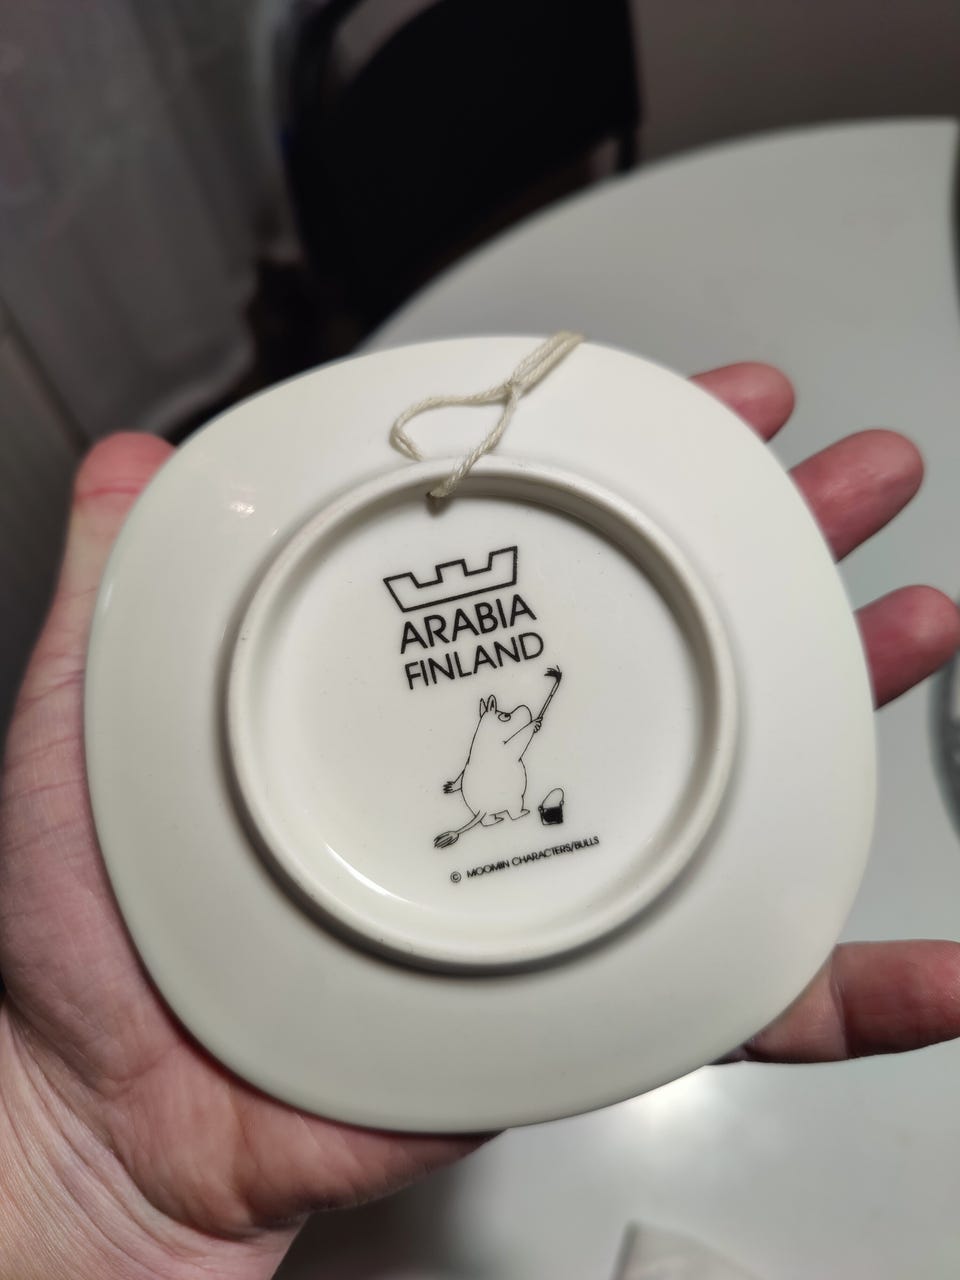 ARABIA
FINLAND
© MOOMIN CHARACTERS/BULLS